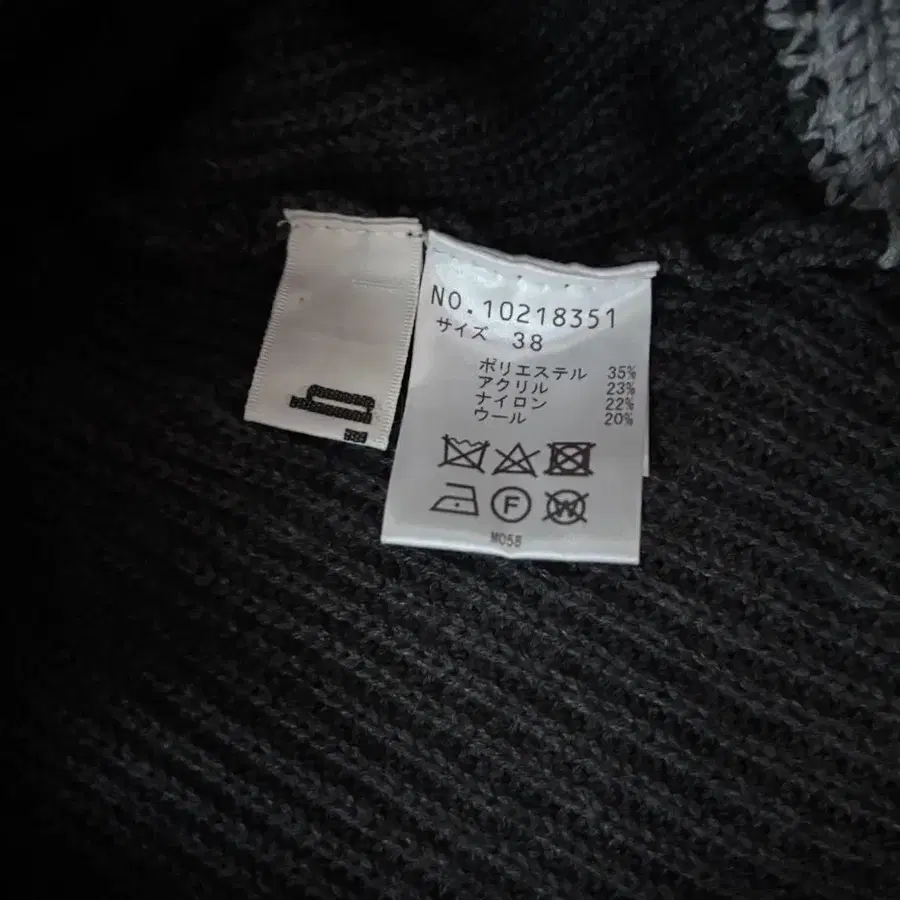 NO.10218351
サイズ 38
ポリエステル 35%
アクリル 23%
ナイロン 22%
ウール 20%
F W
M058